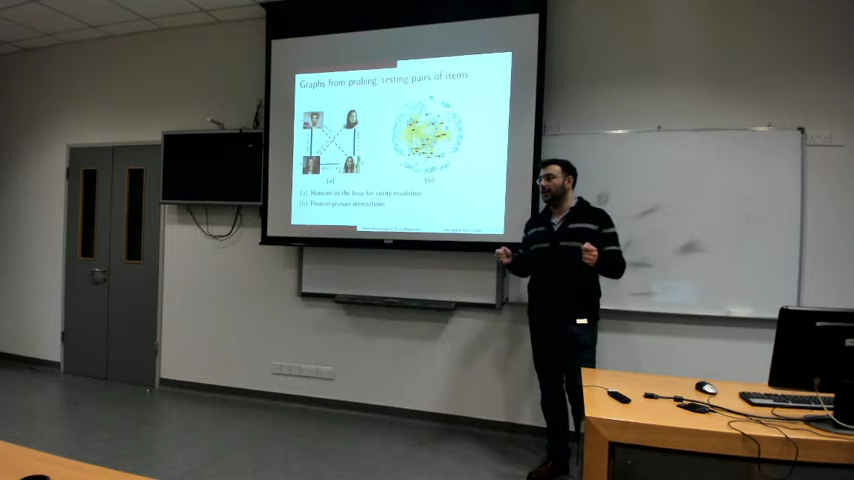 Graphs from probing/testing pairs of items
(a)
(b)
(a) Humans in the loop for entity resolution
(b) Protein protein interactions